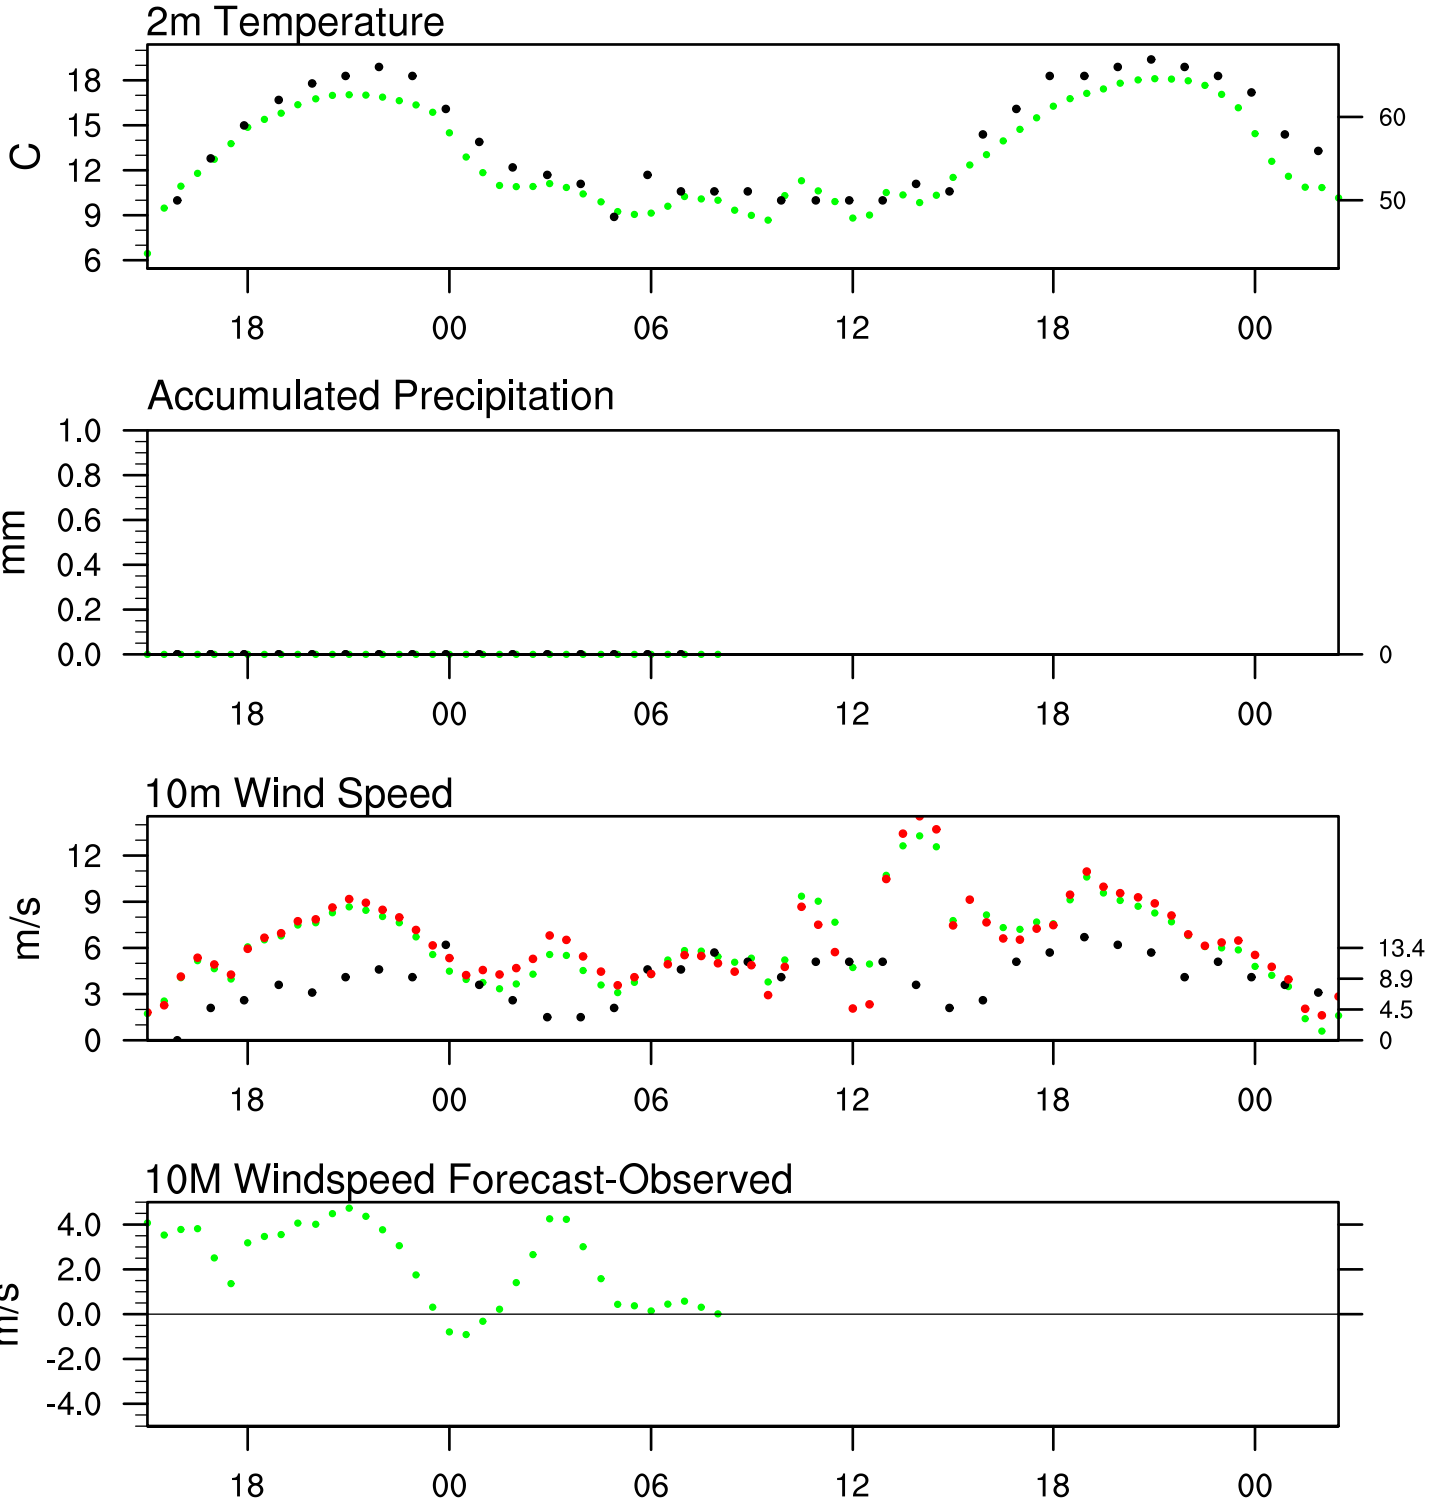 2m Temperature
C
18
15
12
9
6
60
50
18 00 06 12 18 00
Accumulated Precipitation
mm
1.0
0.8
0.6
0.4
0.2
0.0
0
18 00 06 12 18 00
10m Wind Speed
m/s
12
9
6
3
0
13.4
8.9
4.5
0
18 00 06 12 18 00
10M Windspeed Forecast-Observed
m/s
4.0
2.0
0.0
-2.0
-4.0
18 00 06 12 18 00